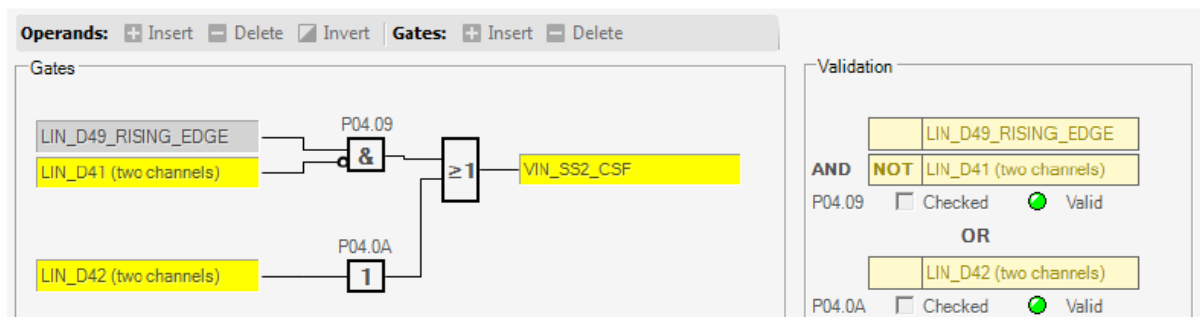 Operands: Insert Delete Invert Gates: Insert Delete
Gates
LIN_D49_RISING_EDGE
P04.09
&
LIN_D41 (two channels)
≥1
VIN_SS2_CSF
P04.0A
LIN_D42 (two channels)
1
Validation
LIN_D49_RISING_EDGE
AND NOT LIN_D41 (two channels)
P04.09 Checked Valid
OR
LIN_D42 (two channels)
P04.0A Checked Valid